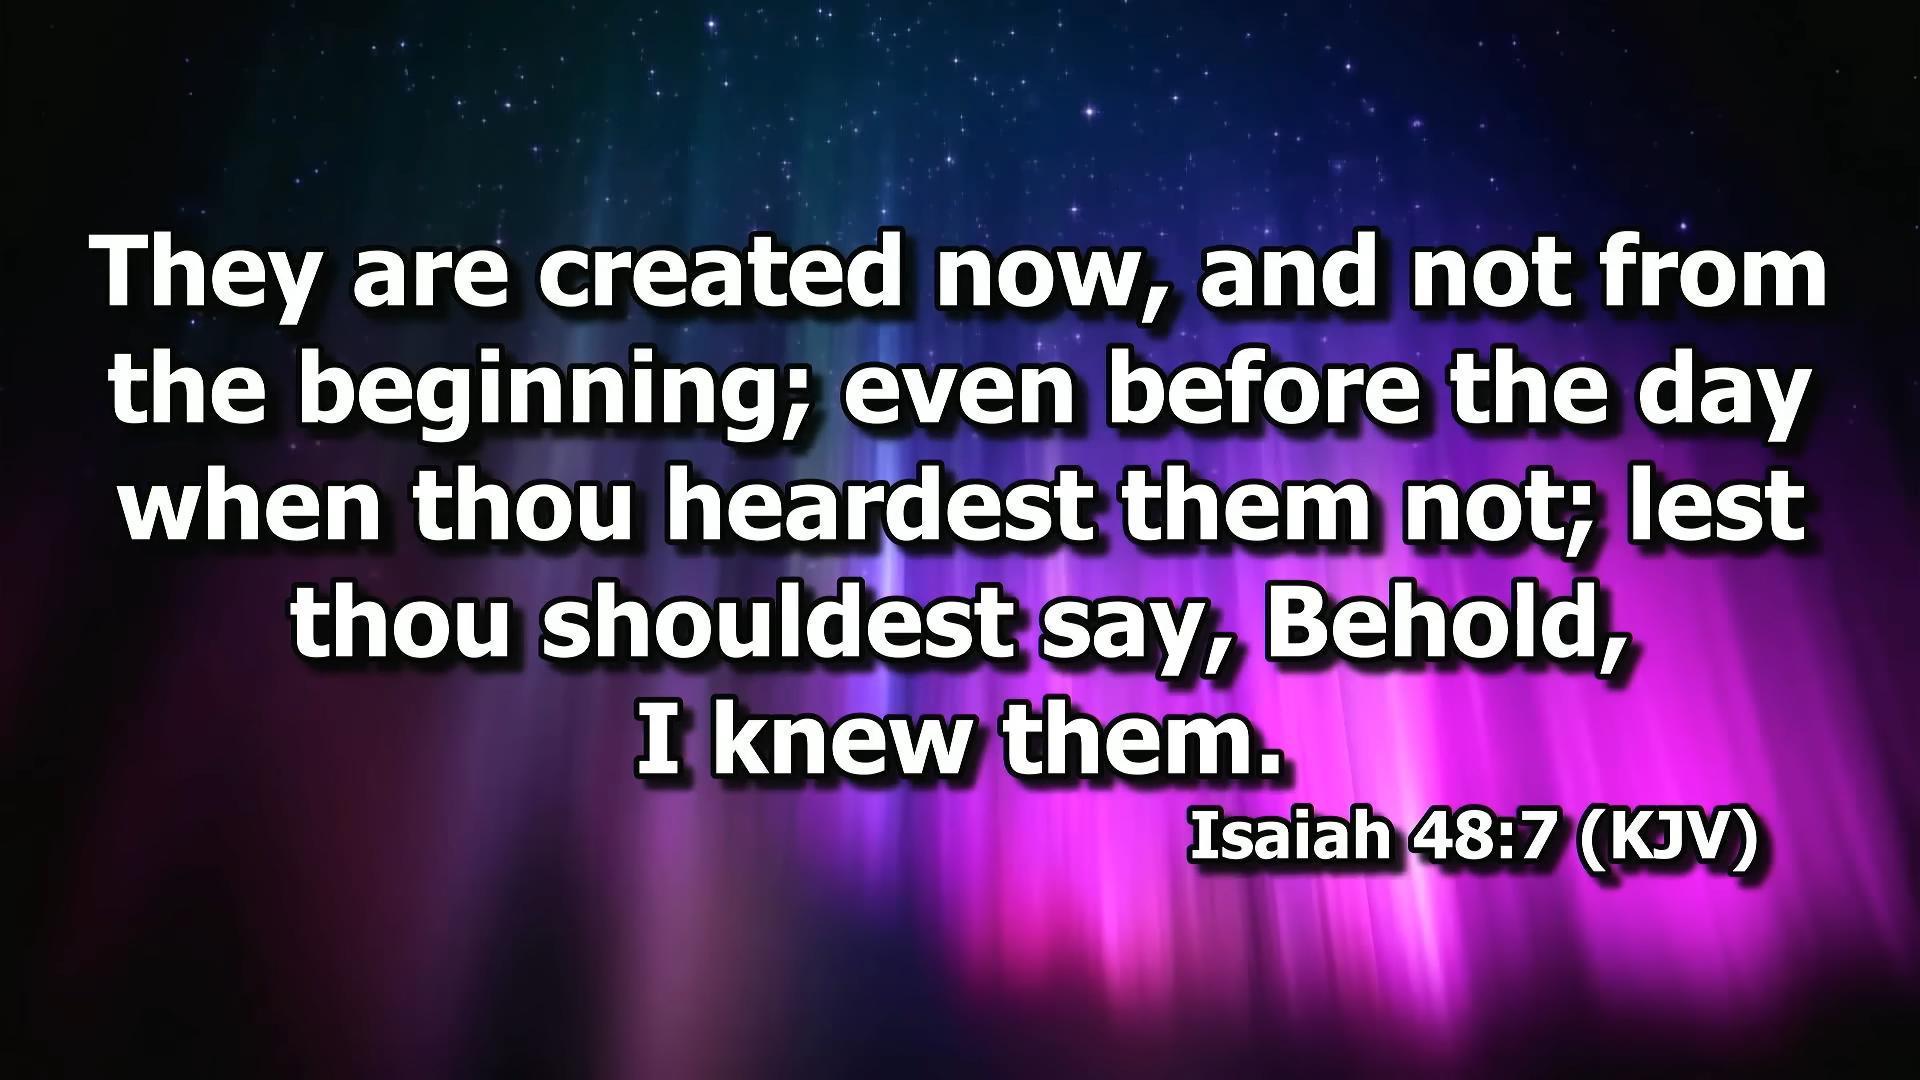 They are created now, and not from
the beginning; even before the day
when thou heardest them not; lest
thou shouldest say, Behold,
I knew them.
Isaiah 48:7 (KJV)